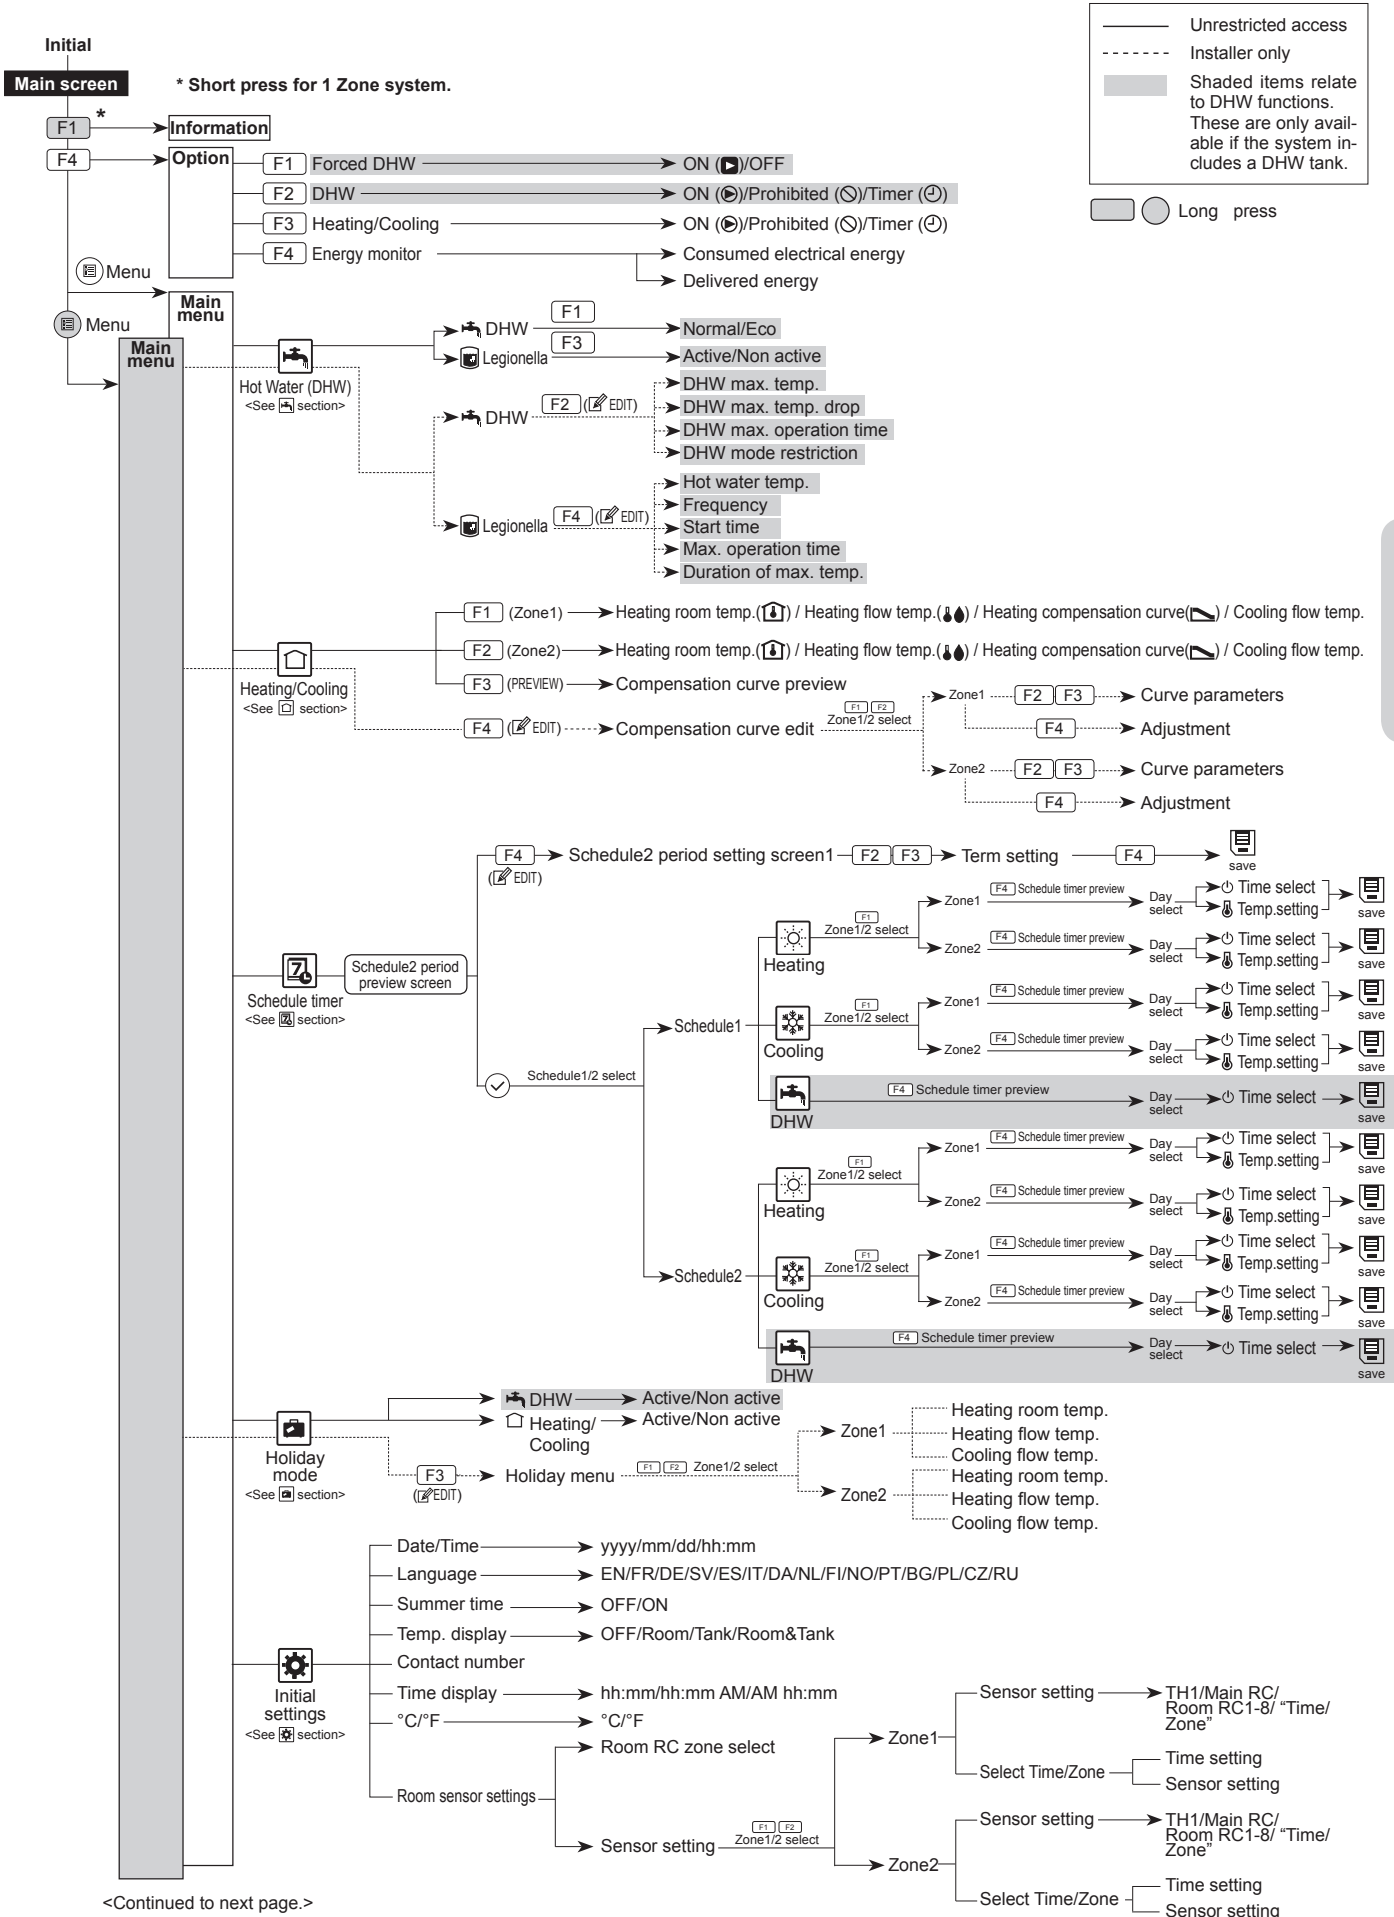 Initial
Main screen
* Short press for 1 Zone system.
Unrestricted access
Installer only
Shaded items relate
to DHW functions.
These are only avail-
able if the system in-
cludes a DHW tank.
Long press
F1 * Information
F4 Option
F1 Forced DHW ON ( )/OFF
F2 DHW ON ( )/Prohibited ( )/Timer ( )
F3 Heating/Cooling ON ( )/Prohibited ( )/Timer ( )
F4 Energy monitor Consumed electrical energy
Delivered energy
Menu
Main
menu
Menu
Main
menu
Hot Water (DHW)
<See section>
DHW F1 Normal/Eco
Legionella F3 Active/Non active
DHW F2 ( EDIT)
DHW max. temp.
DHW max. temp. drop
DHW max. operation time
DHW mode restriction
Legionella F4 ( EDIT)
Hot water temp.
Frequency
Start time
Max. operation time
Duration of max. temp.
Heating/Cooling
<See section>
F1 (Zone1) Heating room temp.( ) / Heating flow temp.( ) / Heating compensation curve( ) / Cooling flow temp.
F2 (Zone2) Heating room temp.( ) / Heating flow temp.( ) / Heating compensation curve( ) / Cooling flow temp.
F3 (PREVIEW) Compensation curve preview
F4 ( EDIT) Compensation curve edit
F1 F2
Zone1/2 select
Zone1 F2 F3 Curve parameters
F4 Adjustment
Zone2 F2 F3 Curve parameters
F4 Adjustment
Schedule timer
<See 7 section>
7
Schedule2 period
preview screen
F4 Schedule2 period setting screen1 F2 F3 Term setting F4 save
( EDIT)
Schedule1/2 select
Schedule1
Heating
F1
Zone1/2 select
Zone1 F4 Schedule timer preview Day
select
Time select
Temp.setting
save
Zone2 F4 Schedule timer preview Day
select
Time select
Temp.setting
save
Cooling
F1
Zone1/2 select
Zone1 F4 Schedule timer preview Day
select
Time select
Temp.setting
save
Zone2 F4 Schedule timer preview Day
select
Time select
Temp.setting
save
DHW
F4 Schedule timer preview Day
select
Time select
save
Schedule2
Heating
F1
Zone1/2 select
Zone1 F4 Schedule timer preview Day
select
Time select
Temp.setting
save
Zone2 F4 Schedule timer preview Day
select
Time select
Temp.setting
save
Cooling
F1
Zone1/2 select
Zone1 F4 Schedule timer preview Day
select
Time select
Temp.setting
save
Zone2 F4 Schedule timer preview Day
select
Time select
Temp.setting
save
DHW
F4 Schedule timer preview Day
select
Time select
save
Holiday
mode
<See section>
DHW Active/Non active
Heating/
Cooling
Active/Non active
F3
( EDIT)
Holiday menu F1 F2 Zone1/2 select
Zone1
Heating room temp.
Heating flow temp.
Cooling flow temp.
Zone2
Heating room temp.
Heating flow temp.
Cooling flow temp.
Initial
settings
<See section>
Date/Time yyyy/mm/dd/hh:mm
Language EN/FR/DE/SV/ES/IT/DA/NL/FI/NO/PT/BG/PL/CZ/RU
Summer time OFF/ON
Temp. display OFF/Room/Tank/Room&Tank
Contact number
Time display hh:mm/hh:mm AM/AM hh:mm
°C/°F °C/°F
Room sensor settings
Room RC zone select
Sensor setting
F1 F2
Zone1/2 select
Zone1
Sensor setting TH1/Main RC/
Room RC1-8/ “Time/
Zone”
Select Time/Zone
Time setting
Sensor setting
Zone2
Sensor setting TH1/Main RC/
Room RC1-8/ “Time/
Zone”
Select Time/Zone
Time setting
Sensor setting
<Continued to next page.>